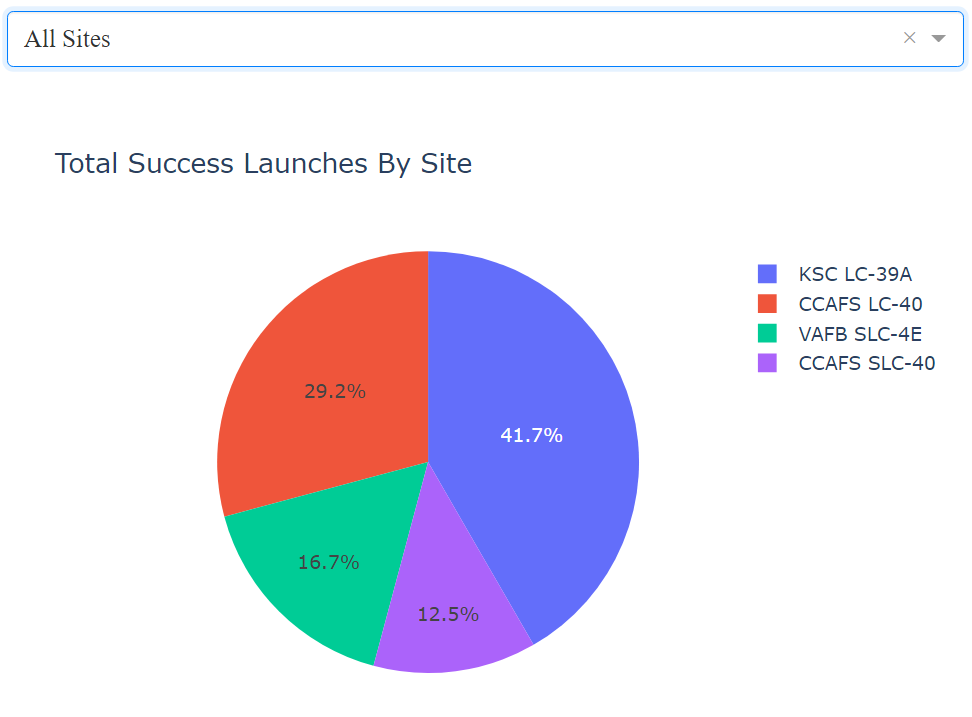 All Sites
Total Success Launches By Site
KSC LC-39A
CCAFS LC-40
VAFB SLC-4E
CCAFS SLC-40
29.2%
41.7%
16.7%
12.5%